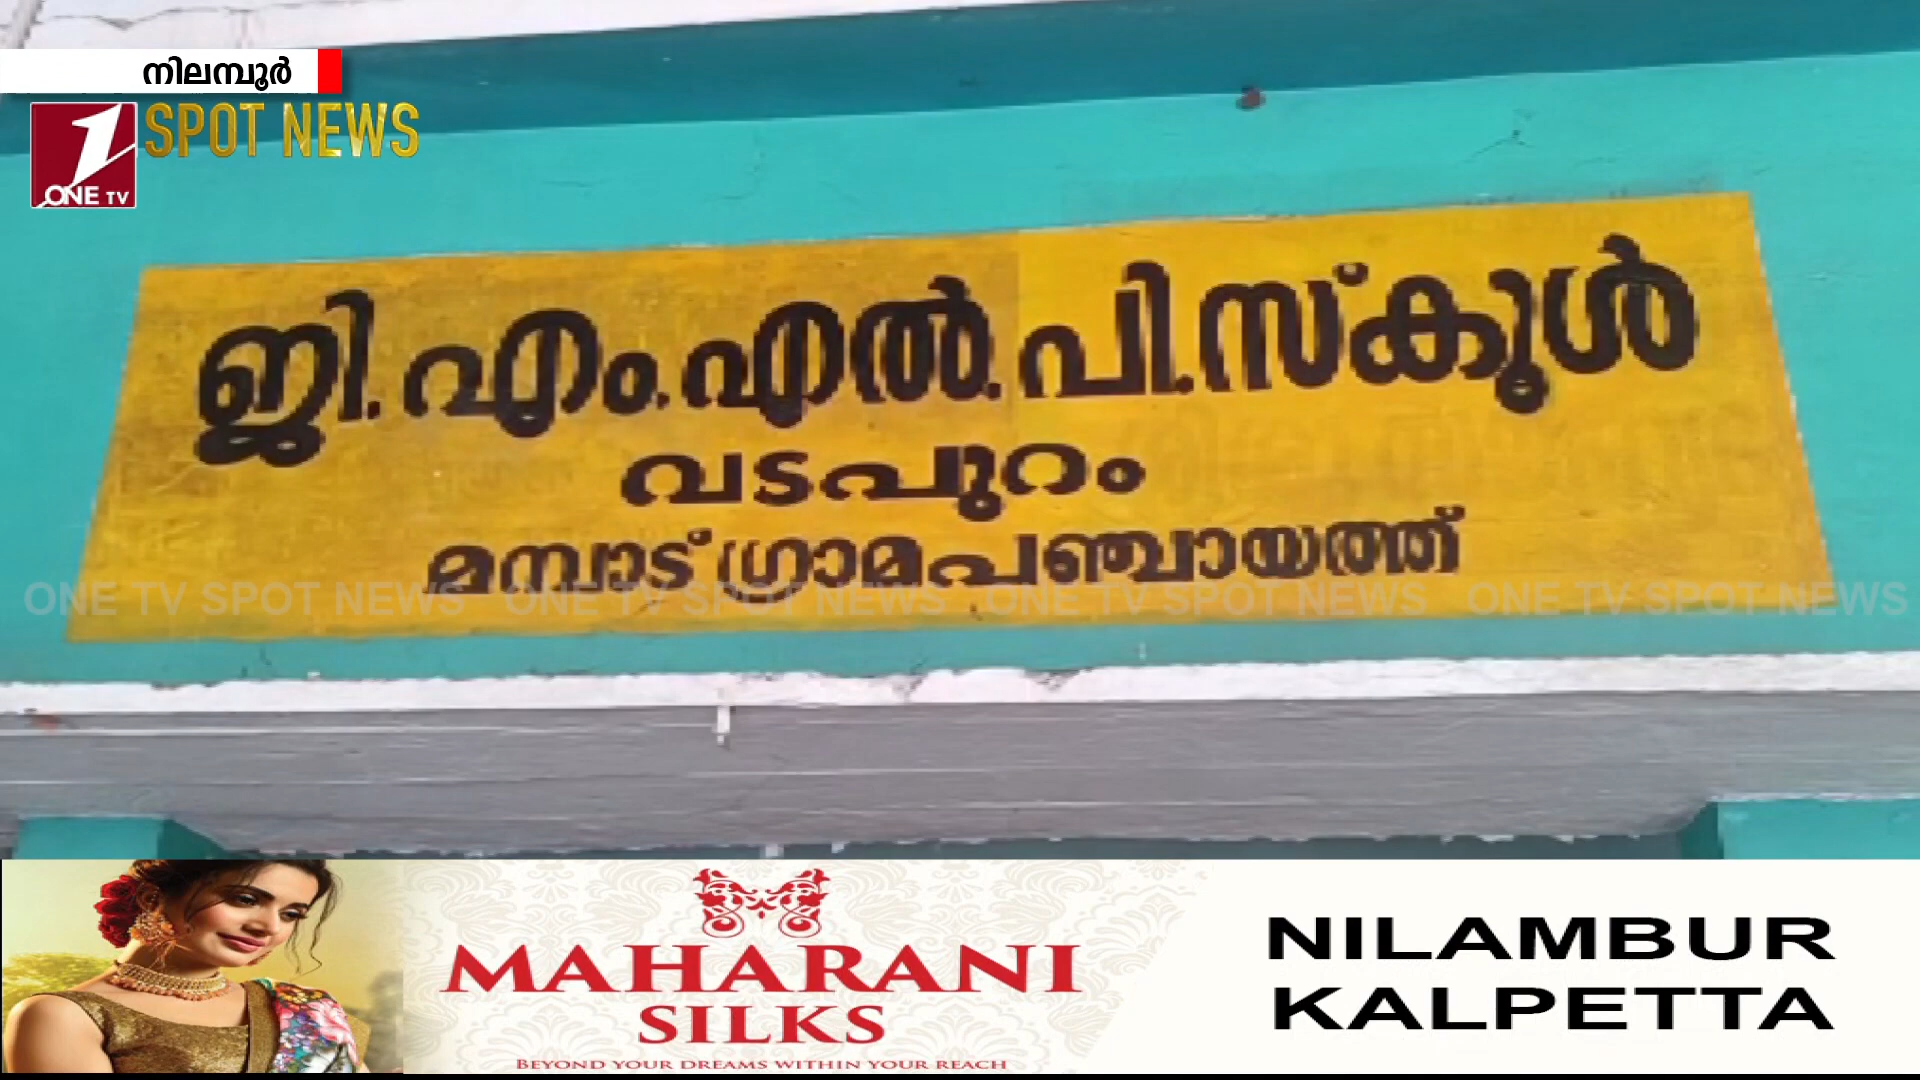 നിലമ്പൂർ
1
ONE TV
SPOT NEWS
ജി.എം.എൽ.പി.സ്കൂൾ
വടപുറം
മമ്പാട് ഗ്രാമപഞ്ചായത്ത്
ONE TV SPOT NEWS ONE TV SPOT NEWS ONE TV SPOT NEWS ONE TV SPOT NEWS
MAHARANI
SILKS
BEYOND YOUR DREAMS WITHIN YOUR REACH
NILAMBUR
KALPETTA